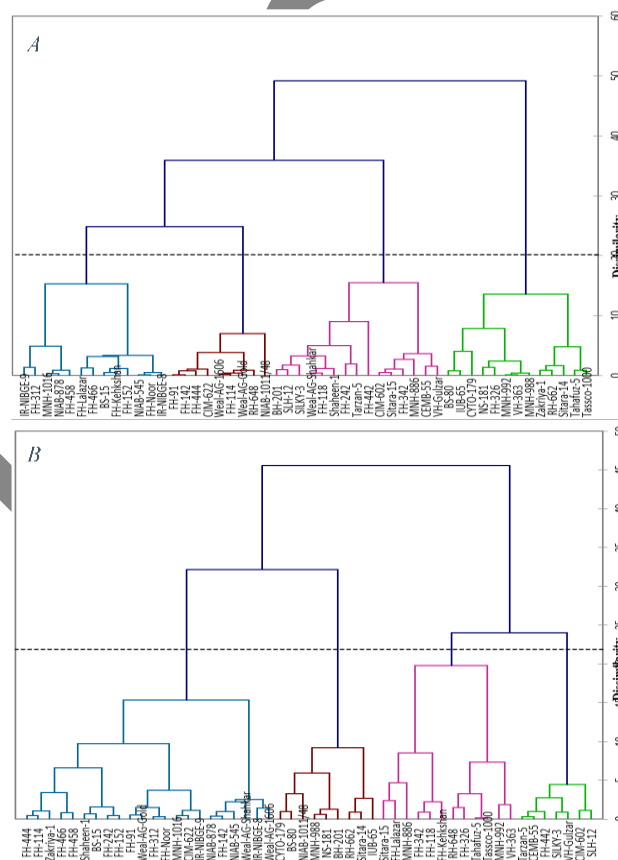 A
60
50
40
30
20
10
0
IR-NIBGE-9
FH-312
MNH-1016
NIAB-878
FH-458
FH-Lalazar
FH-466
BS-15
FH-Kehkshan
FH-152
NIAB-545
FH-Noor
IR-NIBGE-8
FH-91
FH-142
FH-444
CIM-622
Weal-AG-1606
FH-114
Weal-AG-Gold
RH-648
NIAB-1011/48
BH-201
SLH-12
SILKY-3
Weal-AG-Shahkar
FH-118
Shaheen-1
FH-242
Tarzan-5
FH-442
CIM-602
Sitara-15
FH-342
MNH-886
CEMB-55
VH-Gulzar
BS-80
IUB-65
CYTO-179
NS-181
FH-326
MNH-992
VH-363
MNH-988
Zakriya-1
RH-662
Sitara-14
Tahafuz-5
Tassco-1000
B
FH-444
FH-114
Zakriya-1
FH-466
FH-458
Shaheen-1
BS-15
FH-242
FH-152
FH-91
Weal-AG-Gold
FH-312
FH-Noor
MNH-1016
CIM-622
IR-NIBGE-9
NIAB-878
FH-142
NIAB-545
Weal-AG-Shahkar
IR-NIBGE-8
Weal-AG-1606
CYTO-179
BS-80
NIAB-1011/48
MNH-988
NS-181
BH-201
RH-662
Sitara-14
IUB-65
Sitara-15
FH-Lalazar
MNH-886
FH-342
FH-118
FH-Kehkshan
RH-648
FH-326
Tahafuz-5
Tassco-1000
MNH-992
VH-363
Tarzan-5
CEMB-55
FH-442
SILKY-3
CIM-602
SLH-12